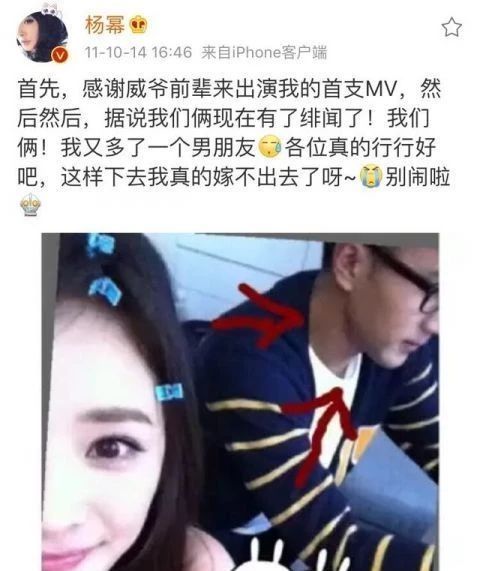 杨幂
11-10-14 16:46 来自iPhone客户端
首先，感谢威爷前辈来出演我的首支MV，然
后然后，据说我们俩现在有了绯闻了！我们
俩！我又多了一个男朋友😪各位真的行行好
吧，这样下去我真的嫁不出去了呀~😭别闹啦